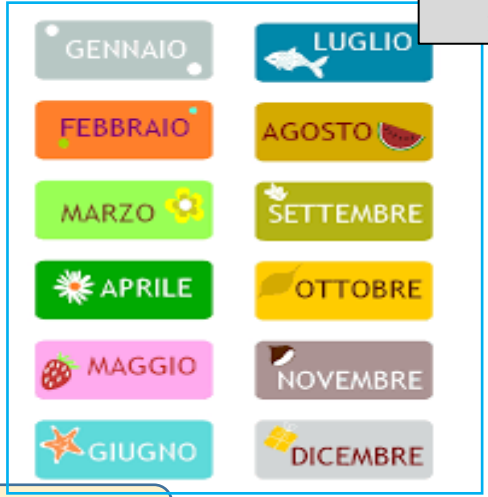 GENNAIO
FEBBRAIO
MARZO
APRILE
MAGGIO
GIUGNO
LUGLIO
AGOSTO
SETTEMBRE
OTTOBRE
NOVEMBRE
DICEMBRE